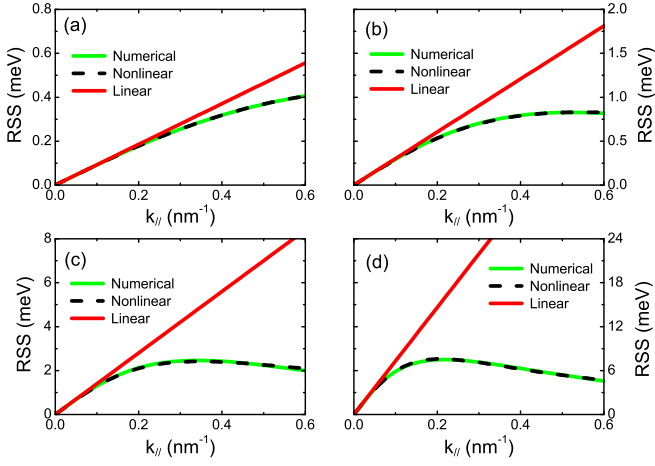 (a)
RSS (meV)
0.8
0.6
0.4
0.2
0.0
Numerical
Nonlinear
Linear
0.0 0.2 0.4 0.6
k// (nm⁻¹)
(b)
2.0
1.5
1.0
0.5
0.0
RSS (meV)
Numerical
Nonlinear
Linear
0.0 0.2 0.4 0.6
k// (nm⁻¹)
(c)
RSS (meV)
8
6
4
2
0
Numerical
Nonlinear
Linear
0.0 0.2 0.4 0.6
k// (nm⁻¹)
(d)
24
18
12
6
0
RSS (meV)
Numerical
Nonlinear
Linear
0.0 0.2 0.4 0.6
k// (nm⁻¹)